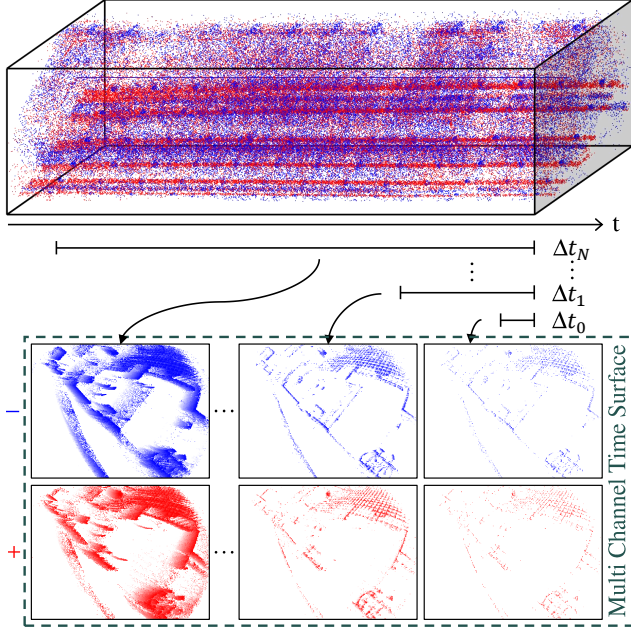 t
Δt_N
⋮ ⋮
Δt_1
Δt_0
… …
−
… …
+
Multi Channel Time Surface